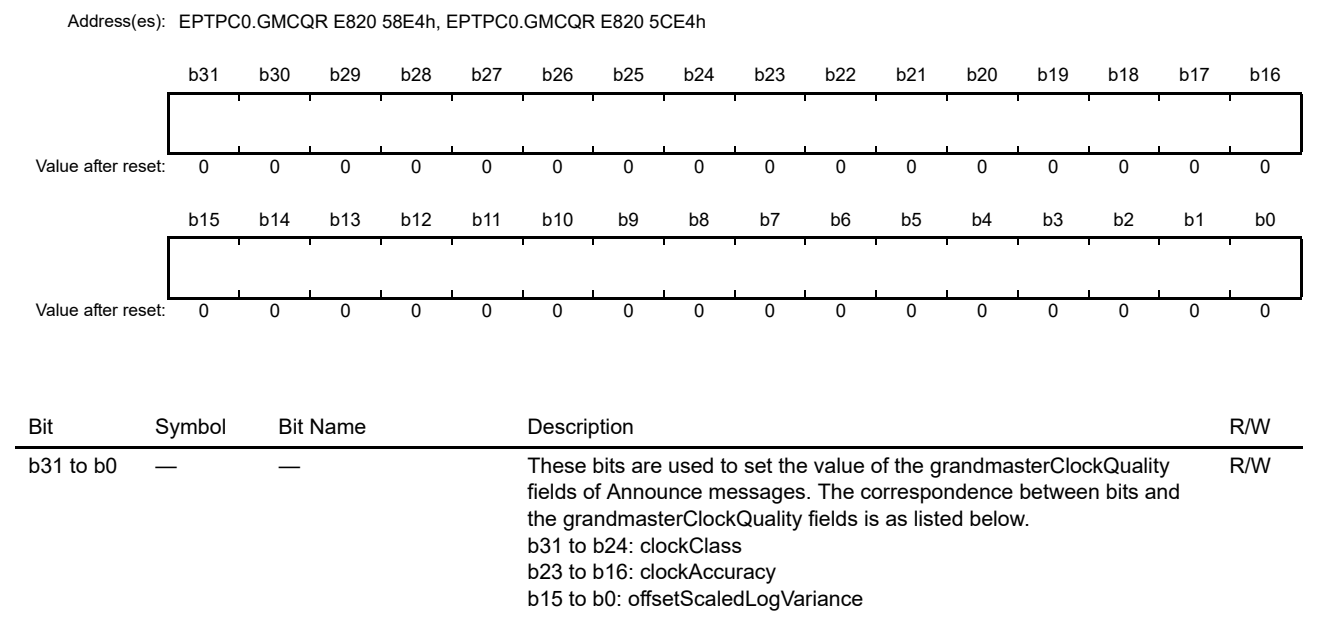 Address(es): EPTPC0.GMCQR E820 58E4h, EPTPC0.GMCQR E820 5CE4h
b31 b30 b29 b28 b27 b26 b25 b24 b23 b22 b21 b20 b19 b18 b17 b16
Value after reset: 0 0 0 0 0 0 0 0 0 0 0 0 0 0 0 0
b15 b14 b13 b12 b11 b10 b9 b8 b7 b6 b5 b4 b3 b2 b1 b0
Value after reset: 0 0 0 0 0 0 0 0 0 0 0 0 0 0 0 0
Bit Symbol Bit Name Description R/W
b31 to b0 — — These bits are used to set the value of the grandmasterClockQuality R/W
fields of Announce messages. The correspondence between bits and
the grandmasterClockQuality fields is as listed below.
b31 to b24: clockClass
b23 to b16: clockAccuracy
b15 to b0: offsetScaledLogVariance